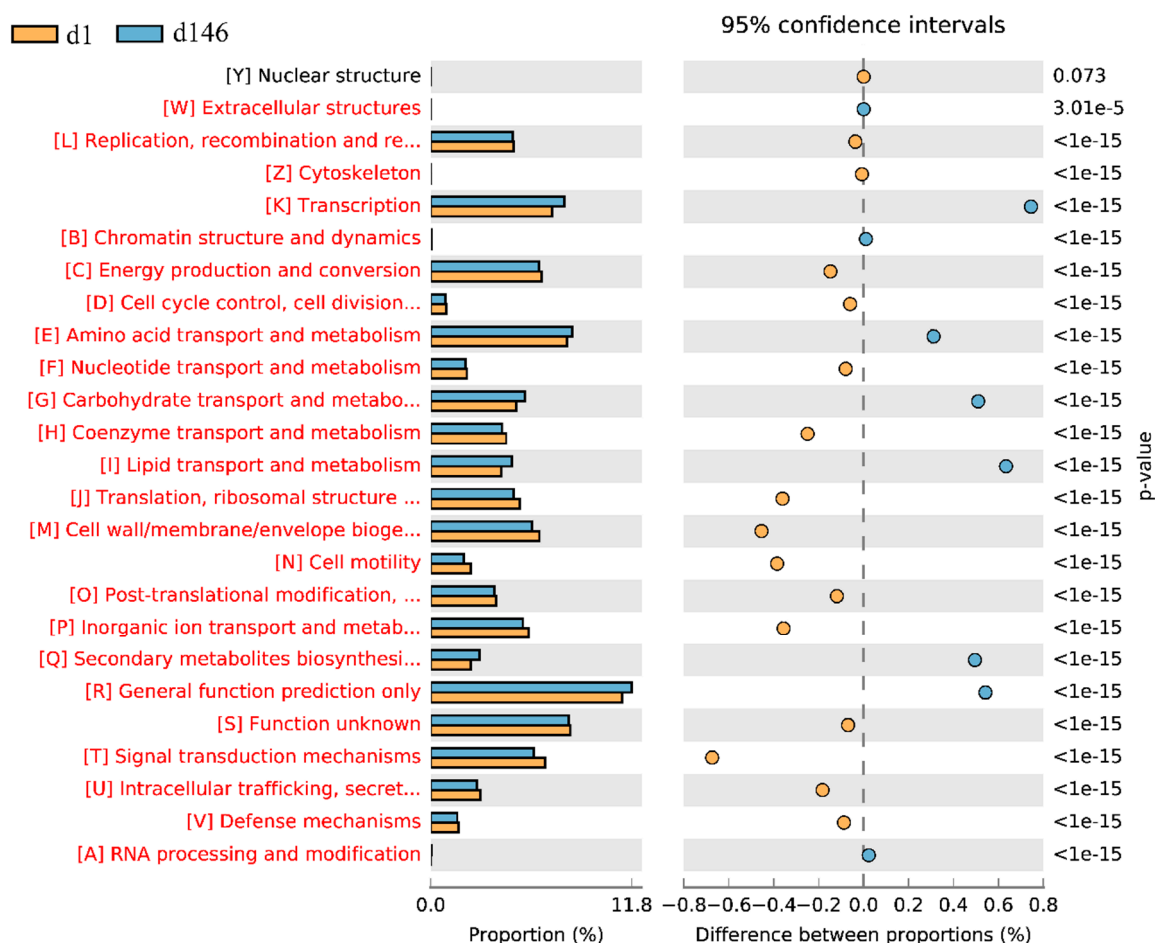 d1 d146
95% confidence intervals
[Y] Nuclear structure 0.073
[W] Extracellular structures 3.01e-5
[L] Replication, recombination and re... <1e-15
[Z] Cytoskeleton <1e-15
[K] Transcription <1e-15
[B] Chromatin structure and dynamics <1e-15
[C] Energy production and conversion <1e-15
[D] Cell cycle control, cell division... <1e-15
[E] Amino acid transport and metabolism <1e-15
[F] Nucleotide transport and metabolism <1e-15
[G] Carbohydrate transport and metabo... <1e-15
[H] Coenzyme transport and metabolism <1e-15
[I] Lipid transport and metabolism <1e-15
[J] Translation, ribosomal structure ... <1e-15
[M] Cell wall/membrane/envelope bioge... <1e-15
[N] Cell motility <1e-15
[O] Post-translational modification, ... <1e-15
[P] Inorganic ion transport and metab... <1e-15
[Q] Secondary metabolites biosynthesi... <1e-15
[R] General function prediction only <1e-15
[S] Function unknown <1e-15
[T] Signal transduction mechanisms <1e-15
[U] Intracellular trafficking, secret... <1e-15
[V] Defense mechanisms <1e-15
[A] RNA processing and modification <1e-15
p-value
0.0 11.8 −0.8 −0.6 −0.4 −0.2 0.0 0.2 0.4 0.6 0.8
Proportion (%) Difference between proportions (%)